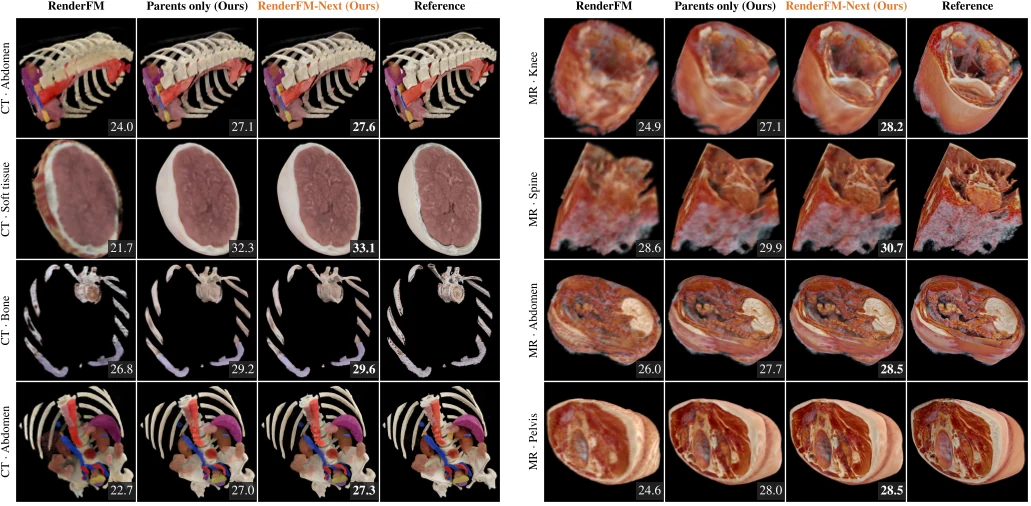 RenderFM Parents only (Ours) RenderFM-Next (Ours) Reference
CT · Abdomen
24.0 27.1 27.6
CT · Soft tissue
21.7 32.3 33.1
CT · Bone
26.8 29.2 29.6
CT · Abdomen
22.7 27.0 27.3
RenderFM Parents only (Ours) RenderFM-Next (Ours) Reference
MR · Knee
24.9 27.1 28.2
MR · Spine
28.6 29.9 30.7
MR · Abdomen
26.0 27.7 28.5
MR · Pelvis
24.6 28.0 28.5